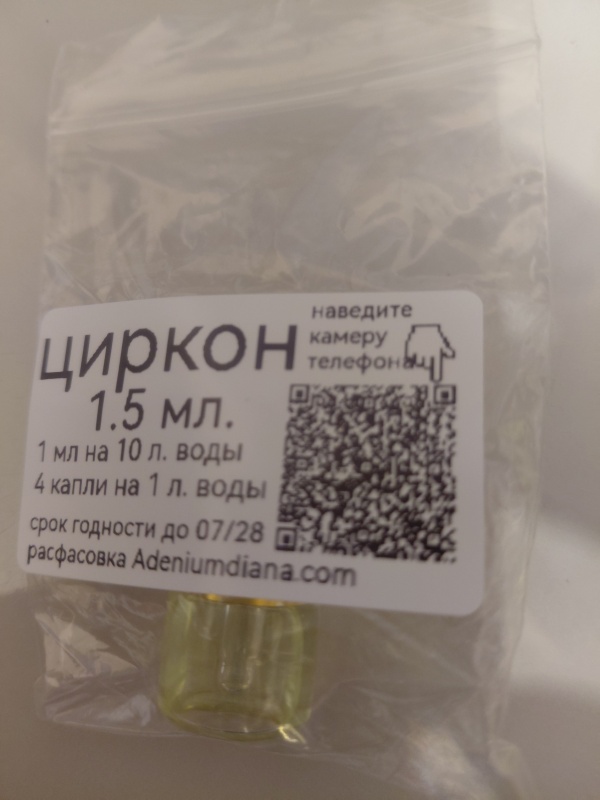 циркон
1.5 мл.
1 мл на 10 л. воды
4 капли на 1 л. воды
срок годности до 07/28
расфасовка Adeniumdiana.com
наведите
камеру
телефона